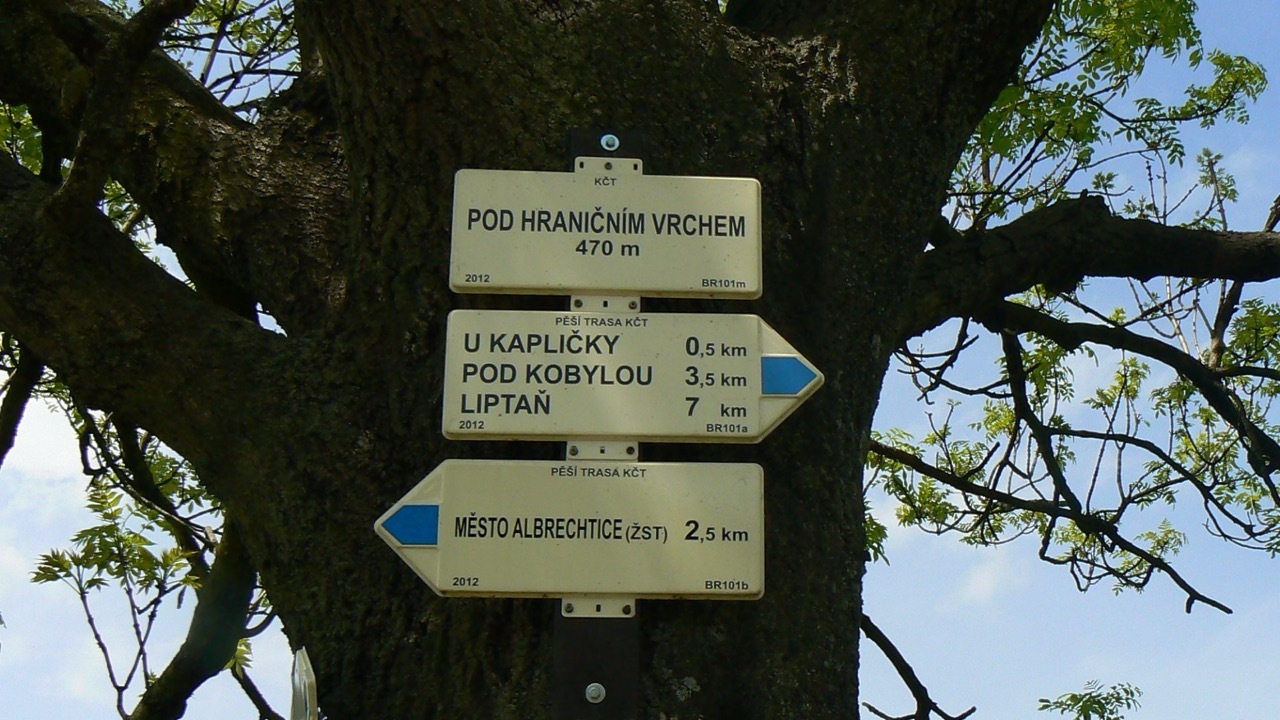 KČT
POD HRANIČNÍM VRCHEM
470 m
2012 BR101m
PĚŠÍ TRASA KČT
U KAPLIČKY 0,5 km
POD KOBYLOU 3,5 km
LIPTAŇ 7 km
2012 BR101a
PĚŠÍ TRASA KČT
MĚSTO ALBRECHTICE (ŽST) 2,5 km
2012 BR101b